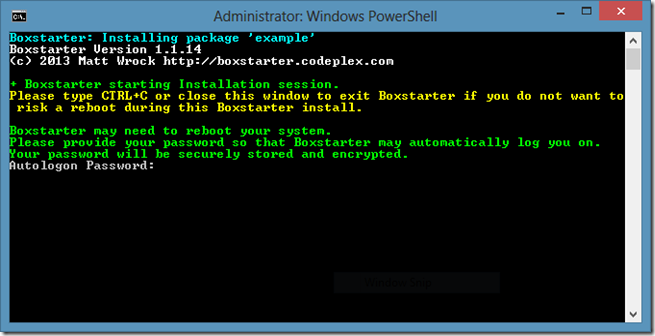 Administrator: Windows PowerShell
Boxstarter: Installing package 'example'
Boxstarter Version 1.1.14
(c) 2013 Matt Wrock http://boxstarter.codeplex.com
+ Boxstarter starting Installation session.
Please type CTRL+C or close this window to exit Boxstarter if you do not want to
risk a reboot during this Boxstarter install.
Boxstarter may need to reboot your system.
Please provide your password so that Boxstarter may automatically log you on.
Your password will be securely stored and encrypted.
Autologon Password:
Window Snip